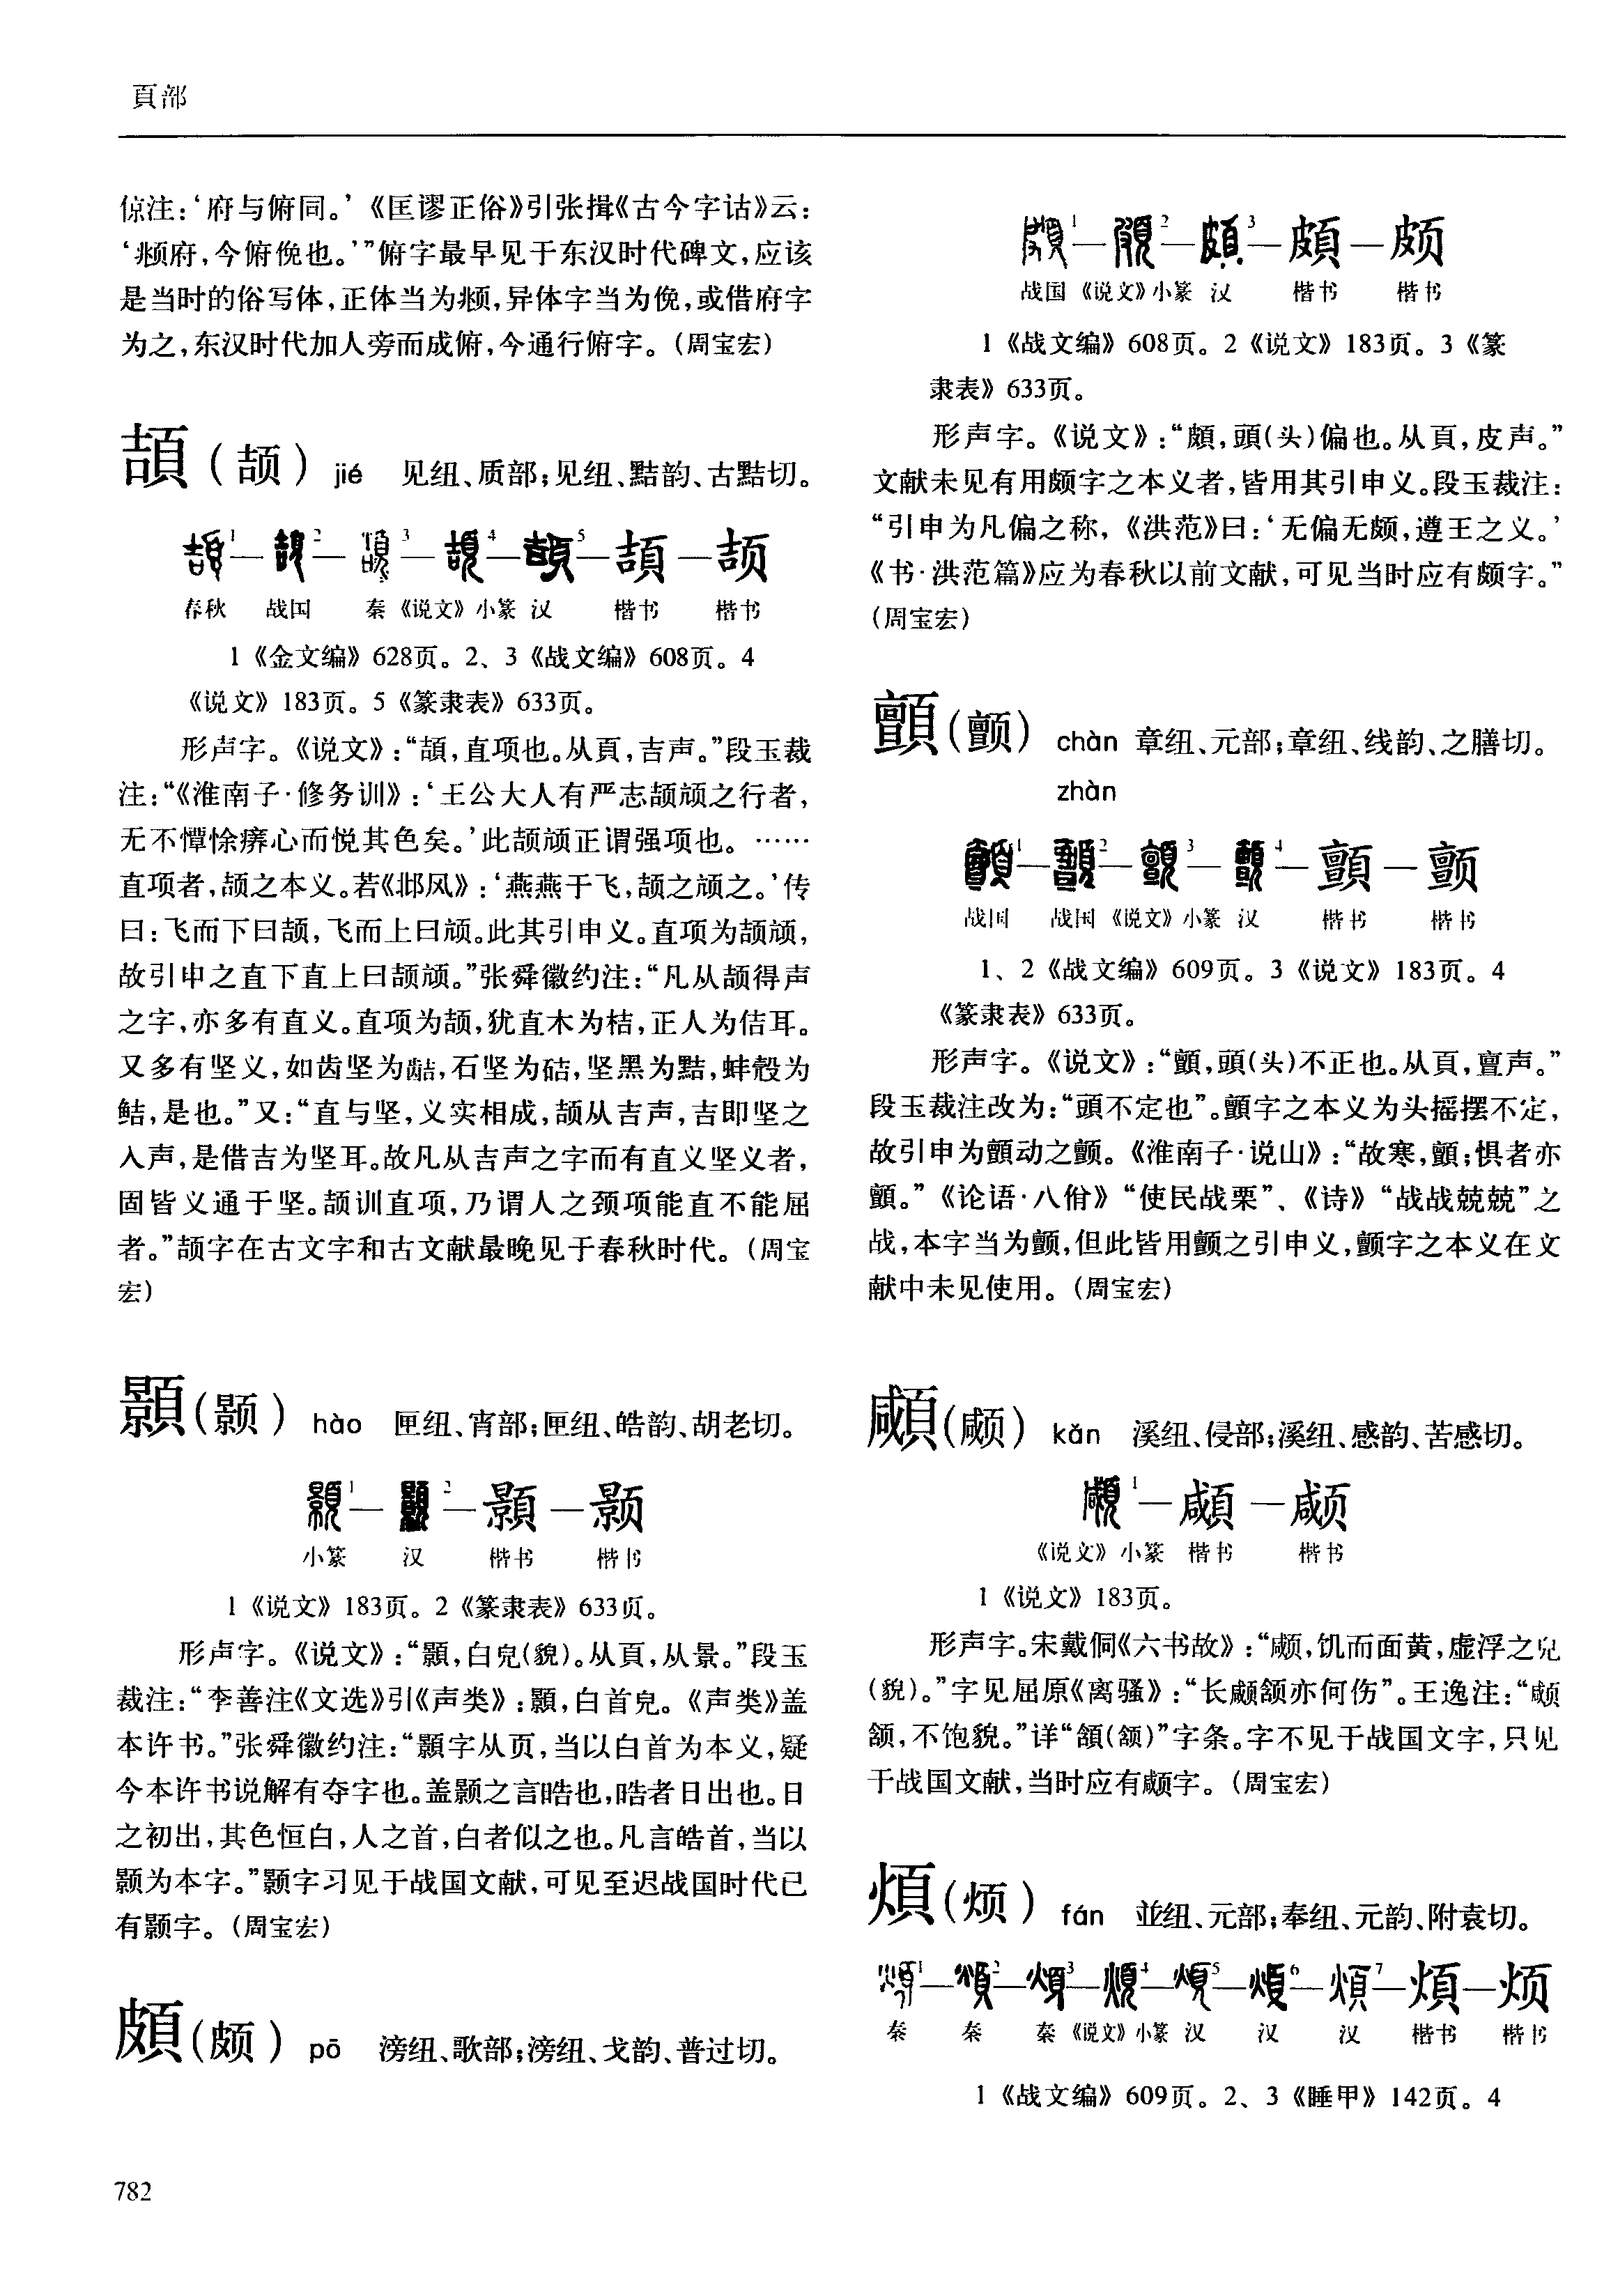 頁部
倞注：‘府与俯同。’《匡谬正俗》引张揖《古今字诂》云：
‘頫府，今俯俛也。’”俯字最早见于东汉时代碑文，应该
是当时的俗写体，正体当为頫，异体字当为俛，或借府字
为之，东汉时代加人旁而成俯，今通行俯字。（周宝宏）
頡（颉） jié 见纽、质部；见纽、黠韵、古黠切。
1— 2— 3— 4— 5—頡—颉
春秋 战国 秦 《说文》小篆 汉 楷书 楷书
1《金文编》628页。2、3《战文编》608页。4
《说文》183页。5《篆隶表》633页。
形声字。《说文》：“頡，直项也。从頁，吉声。”段玉裁
注：“《淮南子·修务训》：‘王公大人有严志颉颃之行者，
无不憛悇痒心而悦其色矣。’此颉颃正谓强项也。……
直项者，颉之本义。若《邶风》：‘燕燕于飞，颉之颃之。’传
曰：飞而下曰颉，飞而上曰颃。此其引申义。直项为颉颃，
故引申之直下直上曰颉颃。”张舜徽约注：“凡从颉得声
之字，亦多有直义。直项为颉，犹直木为桔，正人为佶耳。
又多有坚义，如齿坚为𪗾，石坚为硈，坚黑为黠，蚌殼为
鲒，是也。”又：“直与坚，义实相成，颉从吉声，吉即坚之
入声，是借吉为坚耳。故凡从吉声之字而有直义坚义者，
固皆义通于坚。颉训直项，乃谓人之颈项能直不能屈
者。”颉字在古文字和古文献最晚见于春秋时代。（周宝
宏）
顥（颢） hào 匣纽、宵部；匣纽、皓韵、胡老切。
1— 2—顥—颢
小篆 汉 楷书 楷书
1《说文》183页。2《篆隶表》633页。
形声字。《说文》：“顥，白皃（貌）。从頁，从景。”段玉
裁注：“李善注《文选》引《声类》：顥，白首皃。《声类》盖
本许书。”张舜徽约注：“顥字从页，当以白首为本义，疑
今本许书说解有夺字也。盖颢之言晧也，晧者日出也。日
之初出，其色恒白，人之首，白者似之也。凡言皓首，当以
颢为本字。”颢字习见于战国文献，可见至迟战国时代已
有颢字。（周宝宏）
頗（颇） pō 滂纽、歌部；滂纽、戈韵、普过切。
1— 2— 3—頗—颇
战国 《说文》小篆 汉 楷书 楷书
1《战文编》608页。2《说文》183页。3《篆
隶表》633页。
形声字。《说文》：“頗，頭（头）偏也。从頁，皮声。”
文献未见有用颇字之本义者，皆用其引申义。段玉裁注：
“引申为凡偏之称，《洪范》曰：‘无偏无颇，遵王之义。’
《书·洪范篇》应为春秋以前文献，可见当时应有颇字。”
（周宝宏）
顫（颤） chàn 章纽、元部；章纽、线韵、之膳切。
zhàn
1— 2— 3— 4—顫—颤
战国 战国 《说文》小篆 汉 楷书 楷书
1、2《战文编》609页。3《说文》183页。4
《篆隶表》633页。
形声字。《说文》：“顫，頭（头）不正也。从頁，亶声。”
段玉裁注改为：“頭不定也”。顫字之本义为头摇摆不定，
故引申为顫动之颤。《淮南子·说山》：“故寒，顫；惧者亦
顫。”《论语·八佾》“使民战栗”、《诗》“战战兢兢”之
战，本字当为颤，但此皆用颤之引申义，颤字之本义在文
献中未见使用。（周宝宏）
顑（𫖳） kǎn 溪纽、侵部；溪纽、感韵、苦感切。
1—顑—𫖳
《说文》小篆 楷书 楷书
1《说文》183页。
形声字。宋戴侗《六书故》：“𫖳，饥而面黄，虚浮之皃
（貌）。”字见屈原《离骚》：“长𫖳颔亦何伤”。王逸注：“𫖳
颔，不饱貌。”详“頷（颔）”字条。字不见于战国文字，只见
于战国文献，当时应有𫖳字。（周宝宏）
煩（烦） fán 並纽、元部；奉纽、元韵、附袁切。
1— 2— 3— 4— 5— 6— 7—煩—烦
秦 秦 秦 《说文》小篆 汉 汉 汉 楷书 楷书
1《战文编》609页。2、3《睡甲》142页。4
782